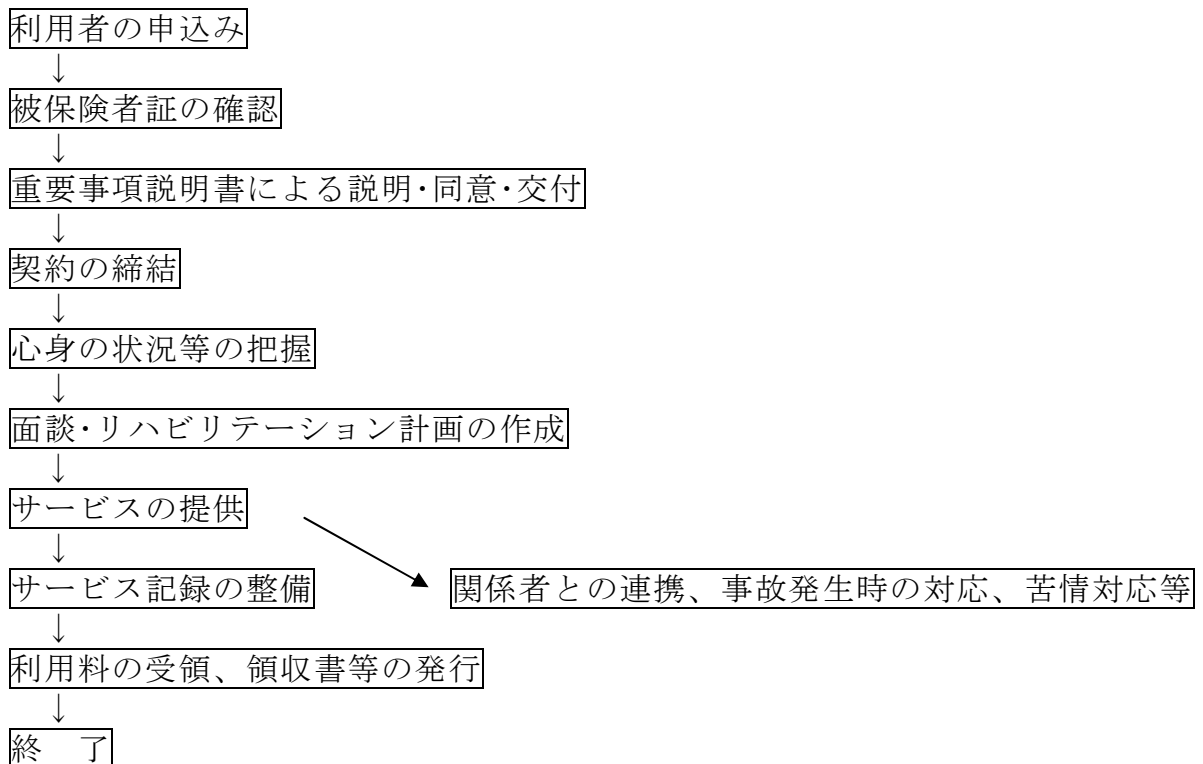 利用者の申込み
↓
被保険者証の確認
↓
重要事項説明書による説明･同意･交付
↓
契約の締結
↓
心身の状況等の把握
↓
面談･リハビリテーション計画の作成
↓
サービスの提供
↓
サービス記録の整備 関係者との連携、事故発生時の対応、苦情対応等
↓
利用料の受領、領収書等の発行
↓
終　了